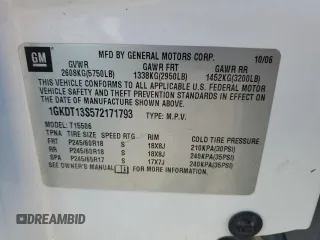 GM
MFD BY GENERAL MOTORS CORP. 10/06
GVWR GAWR FRT GAWR RR
2608KG(5750LB) 1338KG(2950LB) 1452KG(3200LB)
THIS VEHICLE CONFORMS TO ALL APPLICABLE U.S. FEDERAL MOTOR VEHICLE SAFETY AND THEFT PREVENTION STANDARDS IN EFFECT ON THE DATE OF MANUFACTURE SHOWN ABOVE.
1GKDT13S572171793 TYPE: M.P.V.
MODEL: T15506
TPNA TIRE SIZE SPEED RTG RIM COLD TIRE PRESSURE
FRT P245/60R18 S 18X8J 210KPA(30PSI)
RR P245/60R18 S 18X8J 240KPA(35PSI)
SPA P245/65R17 S 17X7J 240KPA(35PSI)
SEE OWNER'S MANUAL FOR MORE INFORMATION.
DREAMBID